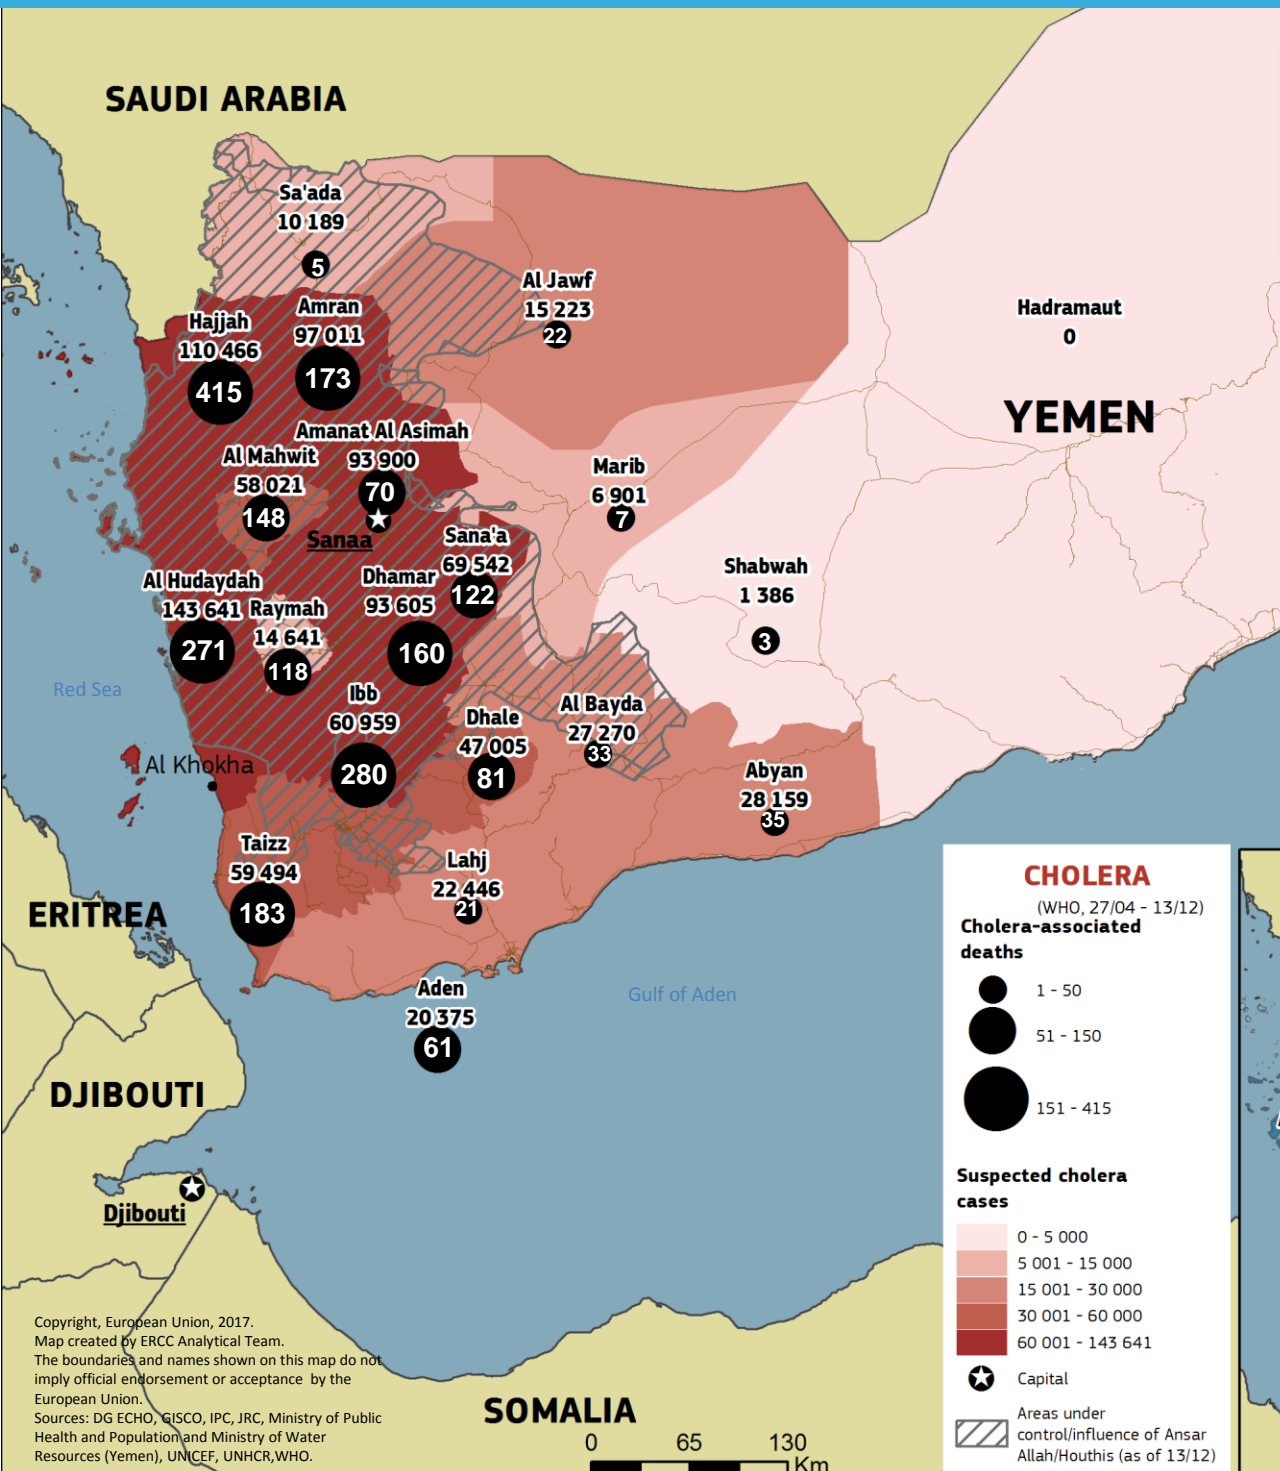 SAUDI ARABIA
Sa'ada
10 189
5
Al Jawf
15 223
22
Hadramaut
0
Amran
97 011
173
Hajjah
110 466
415
YEMEN
Amanat Al Asimah
93 900
70
Al Mahwit
58 021
148
Marib
6 901
7
Sanaa
Sana'a
69 542
122
Shabwah
1 386
3
Dhamar
93 605
160
Al Hudaydah
143 641
271
Raymah
14 641
118
Red Sea
Ibb
60 959
280
Al Bayda
27 270
33
Dhale
47 005
81
Al Khokha
Abyan
28 159
35
Taizz
59 494
183
Lahj
22 446
21
ERITREA
Aden
20 375
61
Gulf of Aden
DJIBOUTI
Djibouti
CHOLERA
(WHO, 27/04 - 13/12)
Cholera-associated
deaths
1 - 50
51 - 150
151 - 415
Suspected cholera
cases
0 - 5 000
5 001 - 15 000
15 001 - 30 000
30 001 - 60 000
60 001 - 143 641
Capital
Areas under
control/influence of Ansar
Allah/Houthis (as of 13/12)
Copyright, European Union, 2017.
Map created by ERCC Analytical Team.
The boundaries and names shown on this map do not
imply official endorsement or acceptance by the
European Union.
Sources: DG ECHO, GISCO, IPC, JRC, Ministry of Public
Health and Population and Ministry of Water
Resources (Yemen), UNICEF, UNHCR,WHO.
SOMALIA
0 65 130
Km